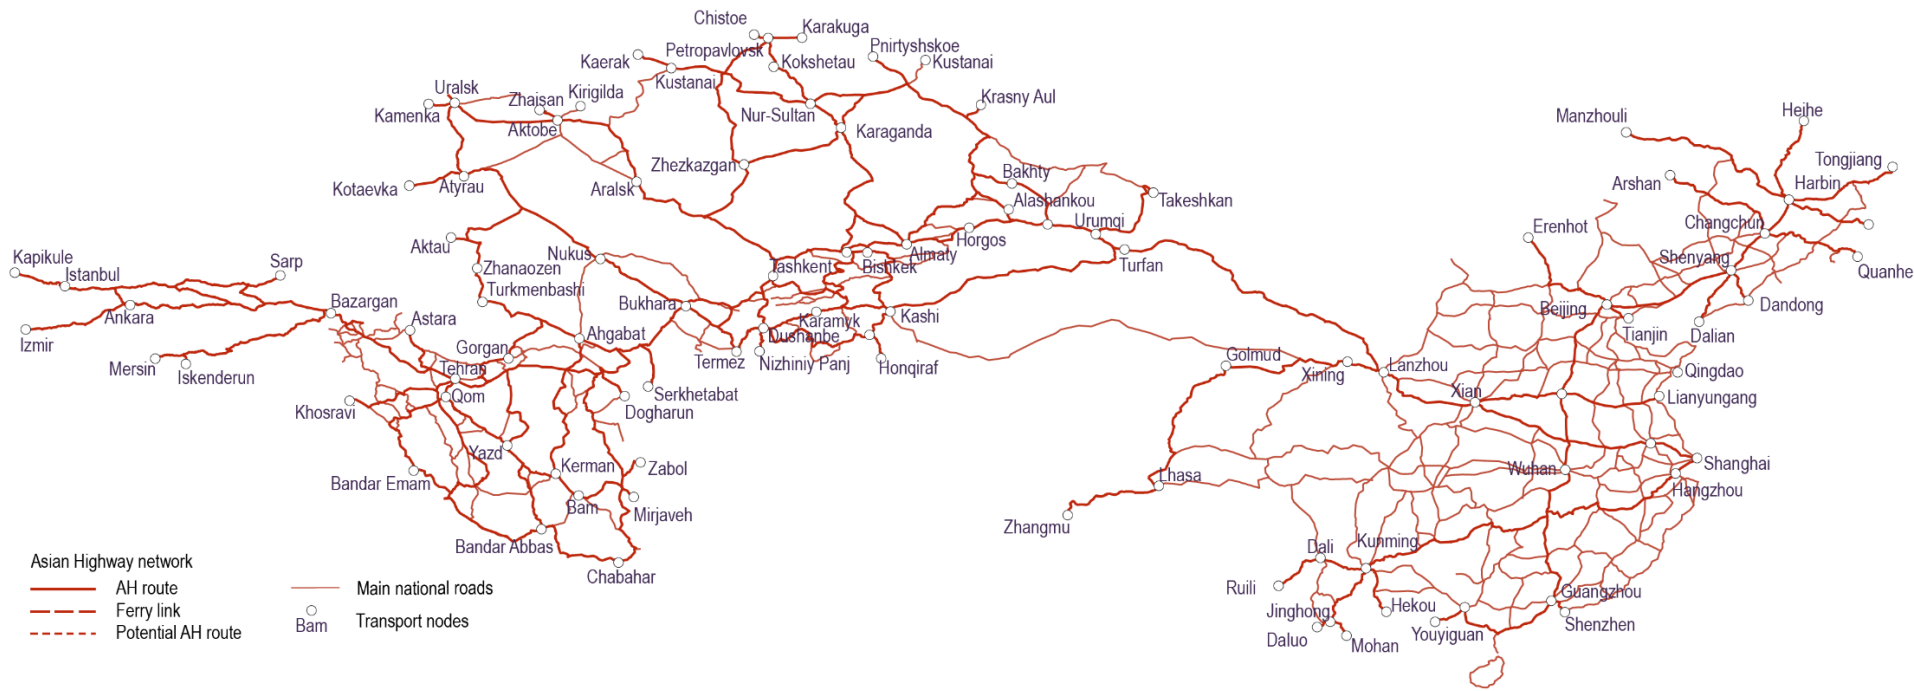 Chistoe
Karakuga
Petropavlovsk
Pnirtyshskoe
Kaerak
Kokshetau
Kustanai
Kustanai
Uralsk
Zhaisan
Kirigilda
Krasny Aul
Kamenka
Nur-Sultan
Manzhouli
Heihe
Aktobe
Karaganda
Zhezkazgan
Bakhty
Tongjiang
Kotaevka
Atyrau
Aralsk
Arshan
Harbin
Alashankou
Takeshkan
Urumqi
Changchun
Erenhot
Aktau
Nukus
Horgos
Almaty
Kapikule
Sarp
Istanbul
Zhanaozen
Tashkent
Bishkek
Turfan
Shenyang
Quanhe
Turkmenbashi
Bazargan
Bukhara
Ankara
Astara
Karamyk
Kashi
Beijing
Dandong
Izmir
Ahgabat
Dushanbe
Tianjin
Dalian
Gorgan
Termez
Nizhiniy Panj
Honqiraf
Golmud
Mersin
Iskenderun
Tehran
Xining
Lanzhou
Qingdao
Serkhetabat
Qom
Xian
Lianyungang
Khosravi
Dogharun
Yazd
Kerman
Zabol
Wuhan
Shanghai
Bandar Emam
Lhasa
Hangzhou
Bam
Mirjaveh
Zhangmu
Bandar Abbas
Dali
Kunming
Chabahar
Ruili
Guangzhou
Jinghong
Hekou
Shenzhen
Daluo
Mohan
Youyiguan
Asian Highway network
AH route
Ferry link
Potential AH route
Main national roads
Bam
Transport nodes